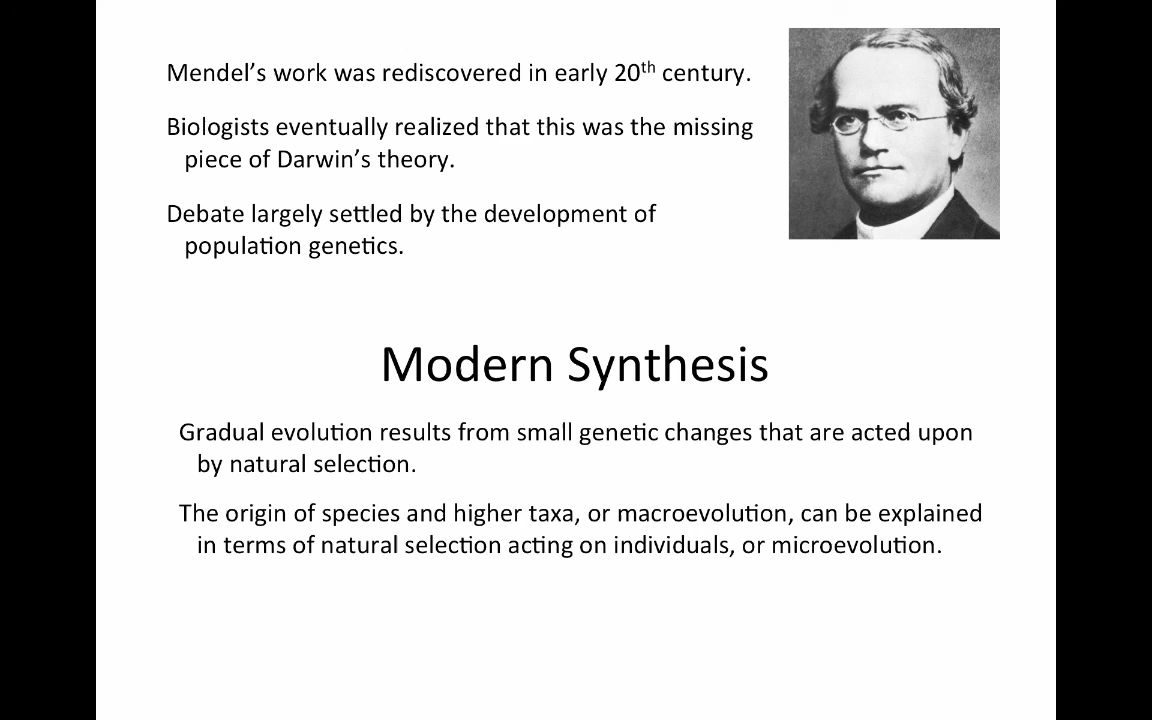 Mendel’s work was rediscovered in early 20th century.
Biologists eventually realized that this was the missing
piece of Darwin’s theory.
Debate largely settled by the development of
population genetics.
Modern Synthesis
Gradual evolution results from small genetic changes that are acted upon
by natural selection.
The origin of species and higher taxa, or macroevolution, can be explained
in terms of natural selection acting on individuals, or microevolution.